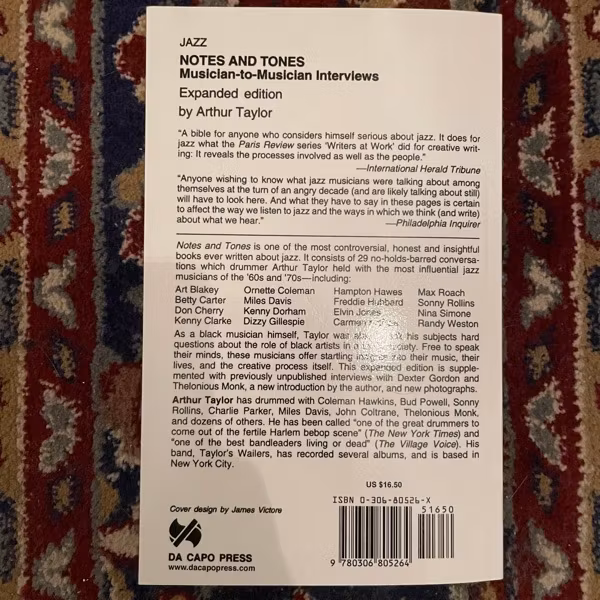 JAZZ
NOTES AND TONES
Musician-to-Musician Interviews
Expanded edition
by Arthur Taylor
"A bible for anyone who considers himself serious about jazz. It does for
jazz what the Paris Review series 'Writers at Work' did for creative writ-
ing: It reveals the processes involved as well as the people."
—International Herald Tribune
"Anyone wishing to know what jazz musicians were talking about among
themselves at the turn of an angry decade (and are likely talking about still)
will have to look here. And what they have to say in these pages is certain
to affect the way we listen to jazz and the ways in which we think (and write)
about what we hear."
—Philadelphia Inquirer
Notes and Tones is one of the most controversial, honest and insightful
books ever written about jazz. It consists of 29 no-holds-barred conversa-
tions which drummer Arthur Taylor held with the most influential jazz
musicians of the '60s and '70s—including:
Art Blakey Ornette Coleman Hampton Hawes Max Roach
Betty Carter Miles Davis Freddie Hubbard Sonny Rollins
Don Cherry Kenny Dorham Elvin Jones Nina Simone
Kenny Clarke Dizzy Gillespie Carmen Randy Weston
As a black musician himself, Taylor was his subjects hard
questions about the role of black artists in a society. Free to speak
their minds, these musicians offer startling insights into their music, their
lives, and the creative process itself. This expanded edition is supple-
mented with previously unpublished interviews with Dexter Gordon and
Thelonious Monk, a new introduction by the author, and new photographs.
Arthur Taylor has drummed with Coleman Hawkins, Bud Powell, Sonny
Rollins, Charlie Parker, Miles Davis, John Coltrane, Thelonious Monk,
and dozens of others. He has been called "one of the great drummers to
come out of the fertile Harlem bebop scene" (The New York Times) and
"one of the best bandleaders living or dead" (The Village Voice). His
band, Taylor's Wailers, has recorded several albums, and is based in
New York City.
US $16.50
ISBN 0-306-80526-X
51650
9 780306 805264
Cover design by James Victore
DA CAPO PRESS
www.dacapopress.com